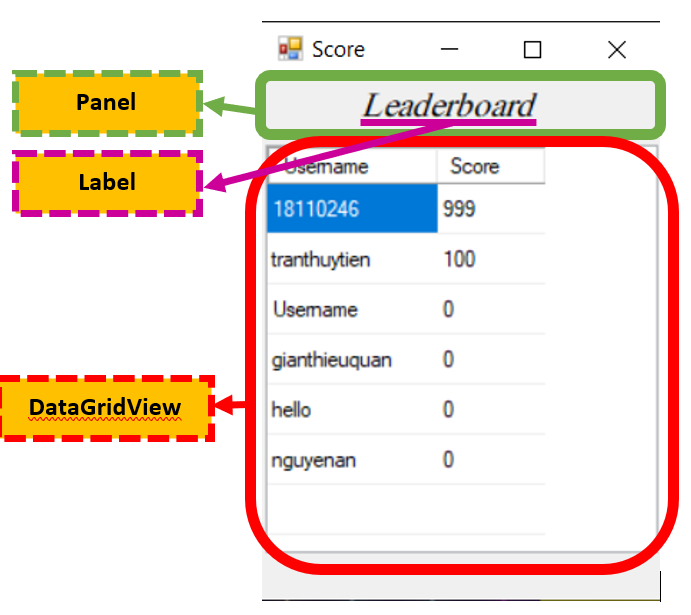 Score
Panel
Leaderboard
Label
Username Score
18110246 999
tranthuytien 100
Username 0
gianthieuquan 0
DataGridView
hello 0
nguyenan 0